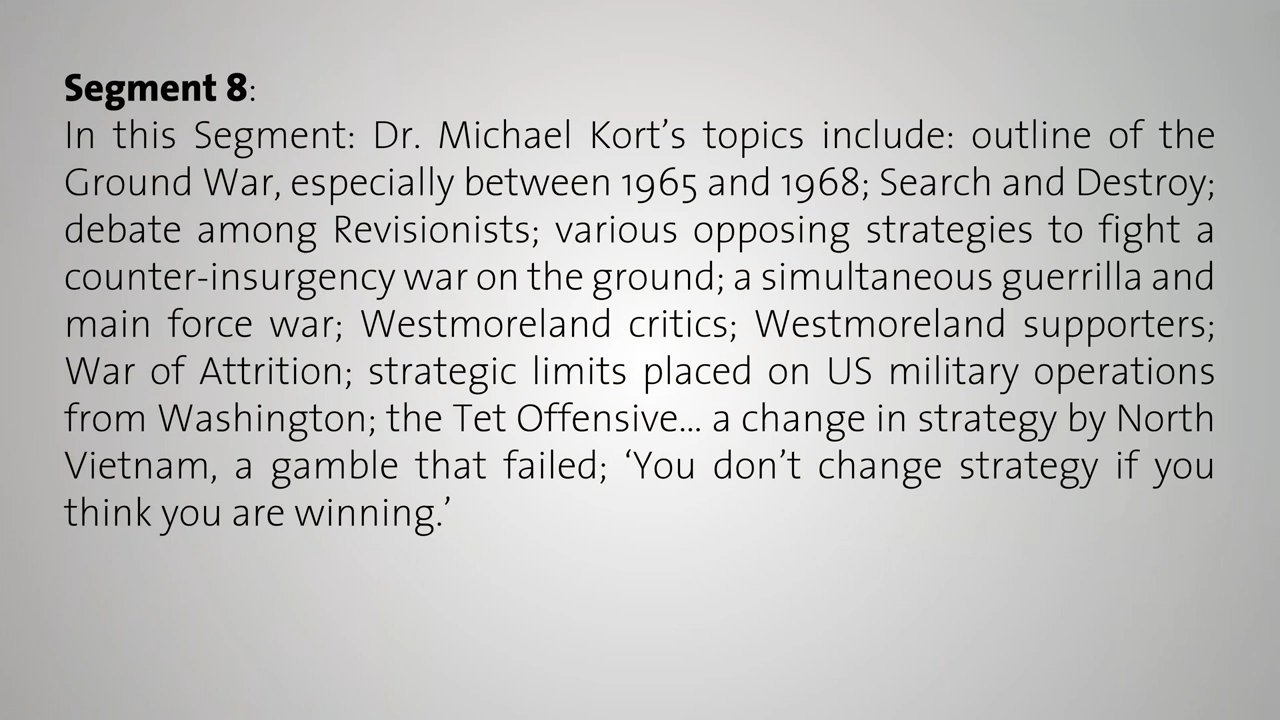 Segment 8:
In this Segment: Dr. Michael Kort’s topics include: outline of the
Ground War, especially between 1965 and 1968; Search and Destroy;
debate among Revisionists; various opposing strategies to fight a
counter-insurgency war on the ground; a simultaneous guerrilla and
main force war; Westmoreland critics; Westmoreland supporters;
War of Attrition; strategic limits placed on US military operations
from Washington; the Tet Offensive... a change in strategy by North
Vietnam, a gamble that failed; ‘You don’t change strategy if you
think you are winning.’